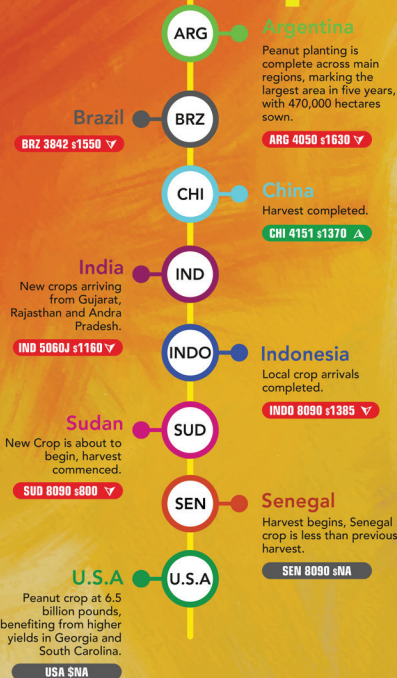 ARG
Argentina
Peanut planting is
complete across main
regions, marking the
largest area in five years,
with 470,000 hectares
sown.
ARG 4050 $1630
Brazil
BRZ
BRZ 3842 $1550
CHI
China
Harvest completed.
CHI 4151 $1370
India
IND
New crops arriving
from Gujarat,
Rajasthan and Andra
Pradesh.
IND 5060J $1160
INDO
Indonesia
Local crop arrivals
completed.
INDO 8090 $1385
Sudan
SUD
New Crop is about to
begin, harvest
commenced.
SUD 8090 $800
SEN
Senegal
Harvest begins, Senegal
crop is less than previous
harvest.
SEN 8090 $NA
U.S.A
U.S.A
Peanut crop at 6.5
billion pounds,
benefiting from higher
yields in Georgia and
South Carolina.
USA $NA